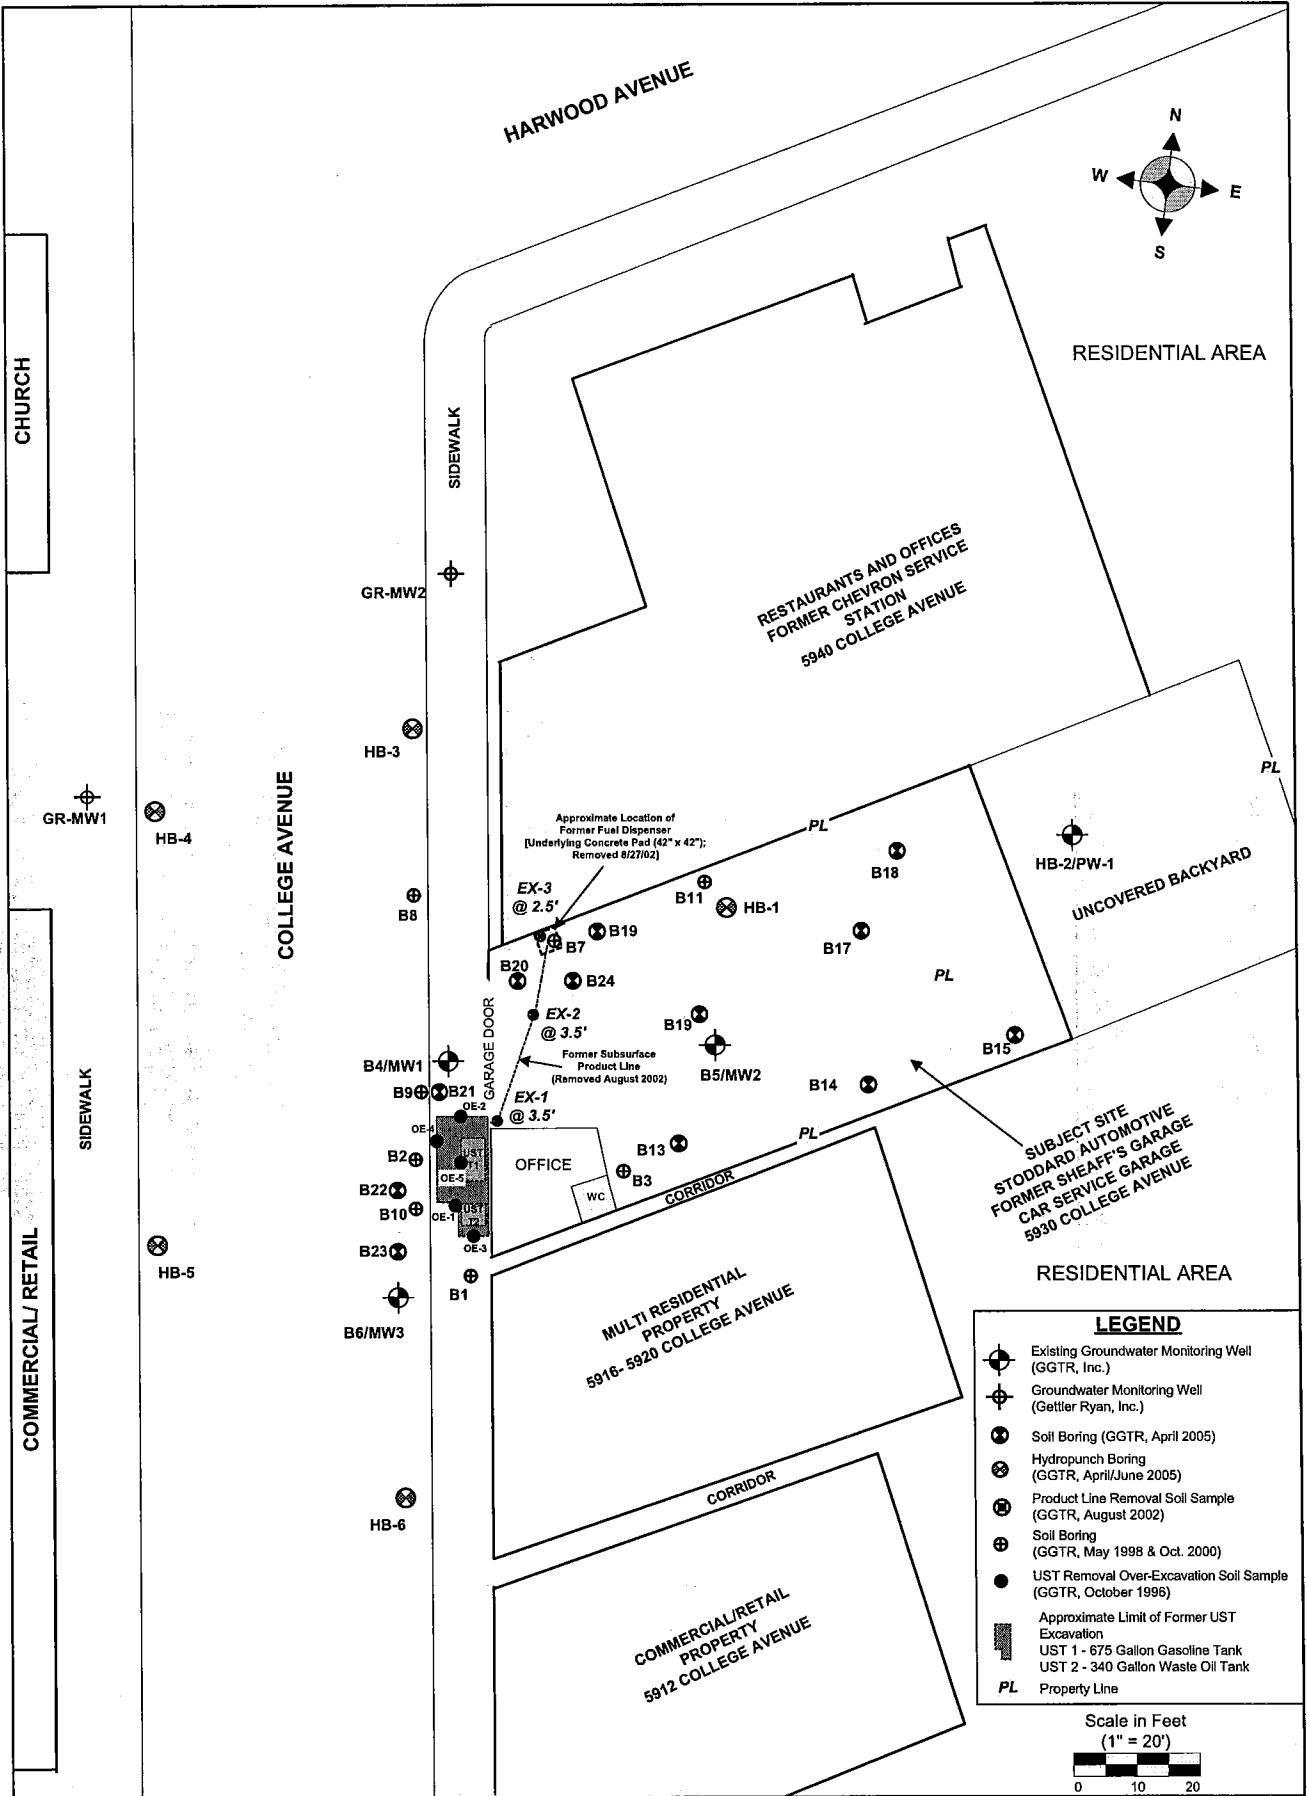 HARWOOD AVENUE
N
W
E
S
RESIDENTIAL AREA
CHURCH
SIDEWALK
RESTAURANTS AND OFFICES
FORMER CHEVRON SERVICE
STATION
5940 COLLEGE AVENUE
GR-MW2
HB-3
COLLEGE AVENUE
GR-MW1
HB-4
PL
Approximate Location of
Former Fuel Dispenser
[Underlying Concrete Pad (42" x 42");
Removed 8/27/02]
PL
HB-2/PW-1
UNCOVERED BACKYARD
B18
EX-3
@ 2.5'
B11
HB-1
B8
B19
B7
B17
B20
B24
PL
GARAGE DOOR
EX-2
@ 3.5'
B19
B15
B4/MW1
Former Subsurface
Product Line
(Removed August 2002)
B5/MW2
B14
B9
B21
OE-2
EX-1
@ 3.5'
SIDEWALK
OE-4
PL
SUBJECT SITE
STODDARD AUTOMOTIVE
FORMER SHEAFF'S GARAGE
CAR SERVICE GARAGE
5930 COLLEGE AVENUE
B2
UST
T1
OE-5
OFFICE
B13
B3
CORRIDOR
WC
B22
B10
OE-1
UST
T2
B23
OE-3
HB-5
B1
RESIDENTIAL AREA
COMMERCIAL/ RETAIL
B6/MW3
MULTI RESIDENTIAL
PROPERTY
5916- 5920 COLLEGE AVENUE
HB-6
CORRIDOR
COMMERCIAL/RETAIL
PROPERTY
5912 COLLEGE AVENUE
LEGEND
Existing Groundwater Monitoring Well
(GGTR, Inc.)
Groundwater Monitoring Well
(Gettler Ryan, Inc.)
Soil Boring (GGTR, April 2005)
Hydropunch Boring
(GGTR, April/June 2005)
Product Line Removal Soil Sample
(GGTR, August 2002)
Soil Boring
(GGTR, May 1998 & Oct. 2000)
UST Removal Over-Excavation Soil Sample
(GGTR, October 1996)
Approximate Limit of Former UST
Excavation
UST 1 - 675 Gallon Gasoline Tank
UST 2 - 340 Gallon Waste Oil Tank
PL Property Line
Scale in Feet
(1" = 20')
0 10 20